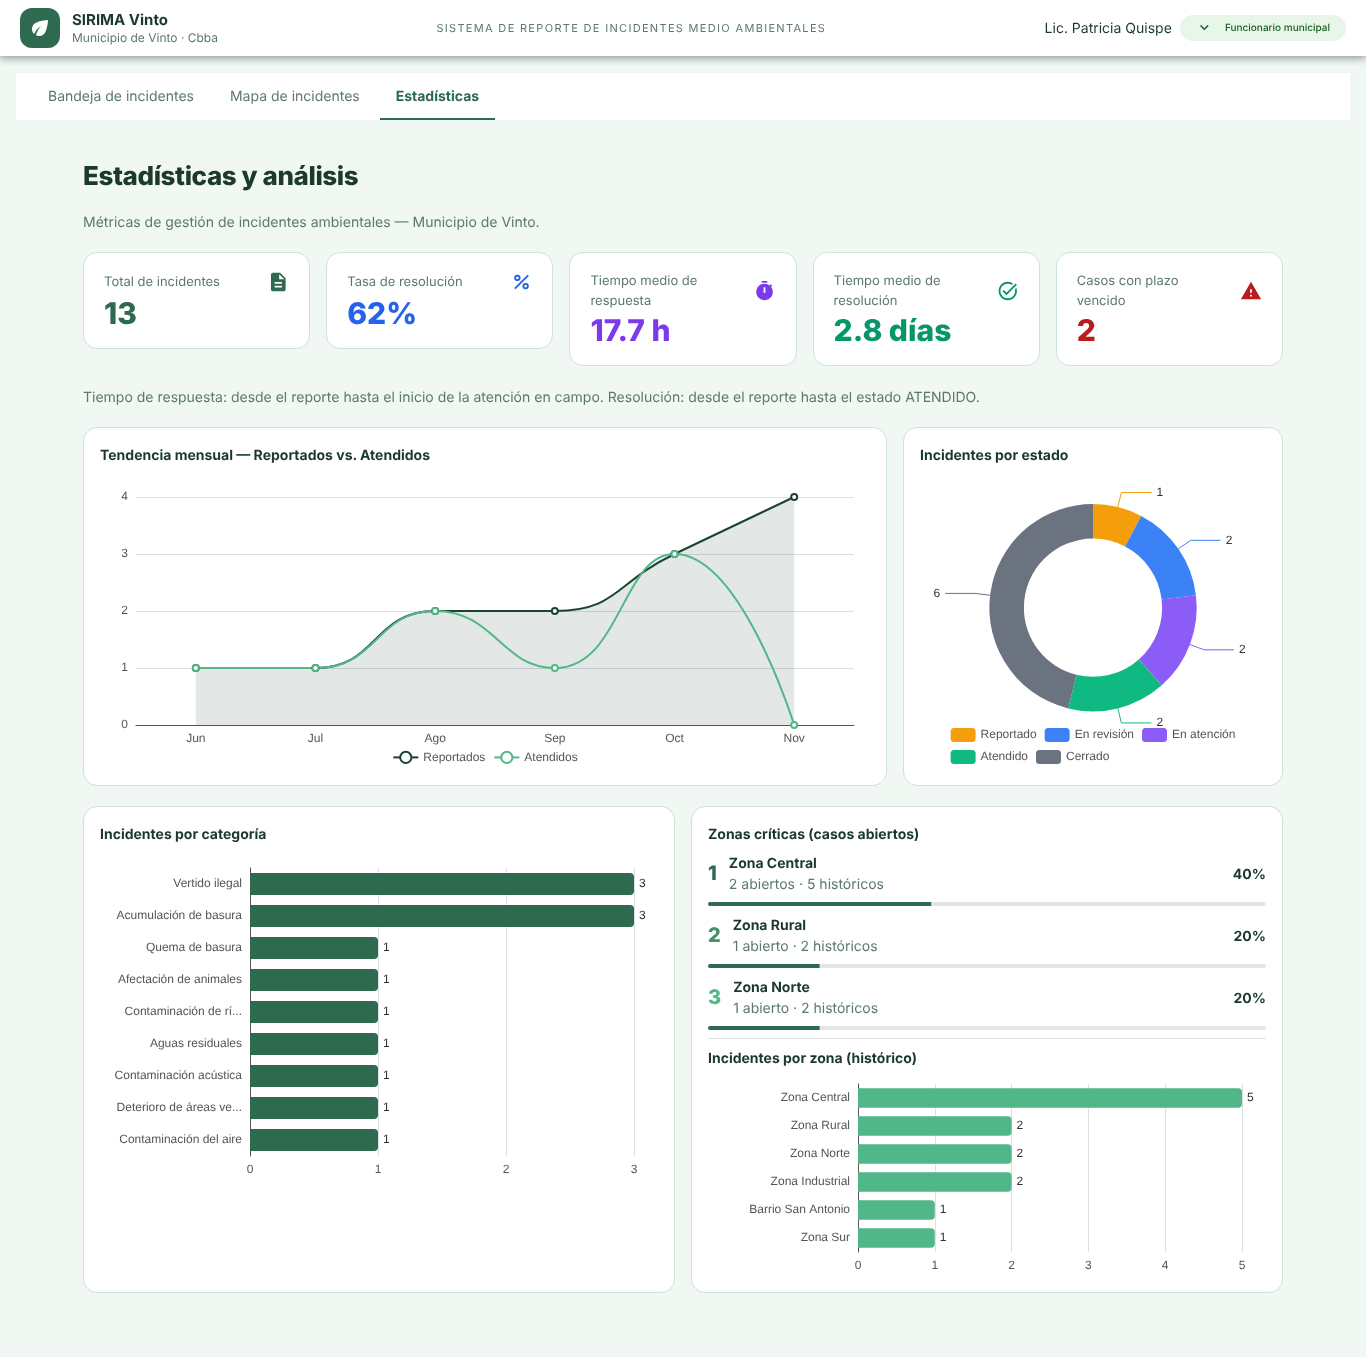 SIRIMA Vinto
Municipio de Vinto · Cbba
SISTEMA DE REPORTE DE INCIDENTES MEDIO AMBIENTALES
Lic. Patricia Quispe
Funcionario municipal
Bandeja de incidentes
Mapa de incidentes
Estadísticas
Estadísticas y análisis
Métricas de gestión de incidentes ambientales — Municipio de Vinto.
Total de incidentes
13
Tasa de resolución
62%
Tiempo medio de
respuesta
17.7 h
Tiempo medio de
resolución
2.8 días
Casos con plazo
vencido
2
Tiempo de respuesta: desde el reporte hasta el inicio de la atención en campo. Resolución: desde el reporte hasta el estado ATENDIDO.
Tendencia mensual — Reportados vs. Atendidos
4
3
2
1
0
Jun
Jul
Ago
Sep
Oct
Nov
Reportados
Atendidos
Incidentes por estado
1
2
6
2
2
Reportado
En revisión
En atención
Atendido
Cerrado
Incidentes por categoría
Vertido ilegal
3
Acumulación de basura
3
Quema de basura
1
Afectación de animales
1
Contaminación de rí...
1
Aguas residuales
1
Contaminación acústica
1
Deterioro de áreas ve...
1
Contaminación del aire
1
0
1
2
3
Zonas críticas (casos abiertos)
1
Zona Central
2 abiertos · 5 históricos
40%
2
Zona Rural
1 abierto · 2 históricos
20%
3
Zona Norte
1 abierto · 2 históricos
20%
Incidentes por zona (histórico)
Zona Central
5
Zona Rural
2
Zona Norte
2
Zona Industrial
2
Barrio San Antonio
1
Zona Sur
1
0
1
2
3
4
5